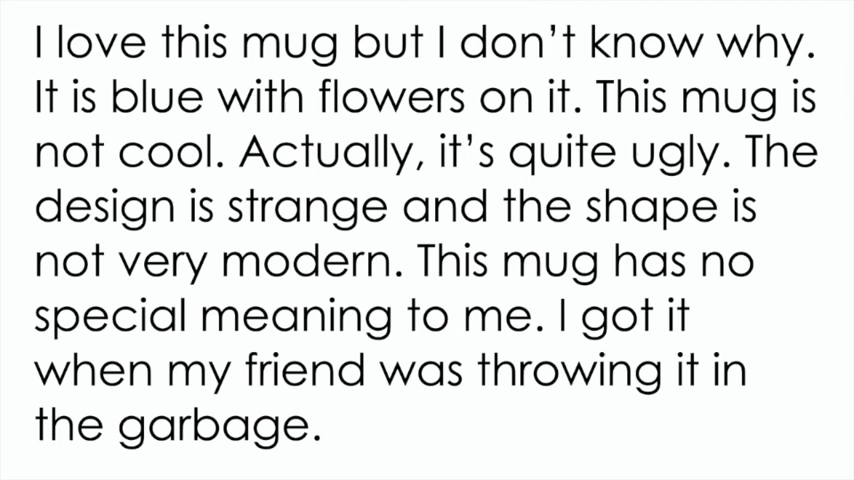 I love this mug but I don’t know why.
It is blue with flowers on it. This mug is
not cool. Actually, it’s quite ugly. The
design is strange and the shape is
not very modern. This mug has no
special meaning to me. I got it
when my friend was throwing it in
the garbage.